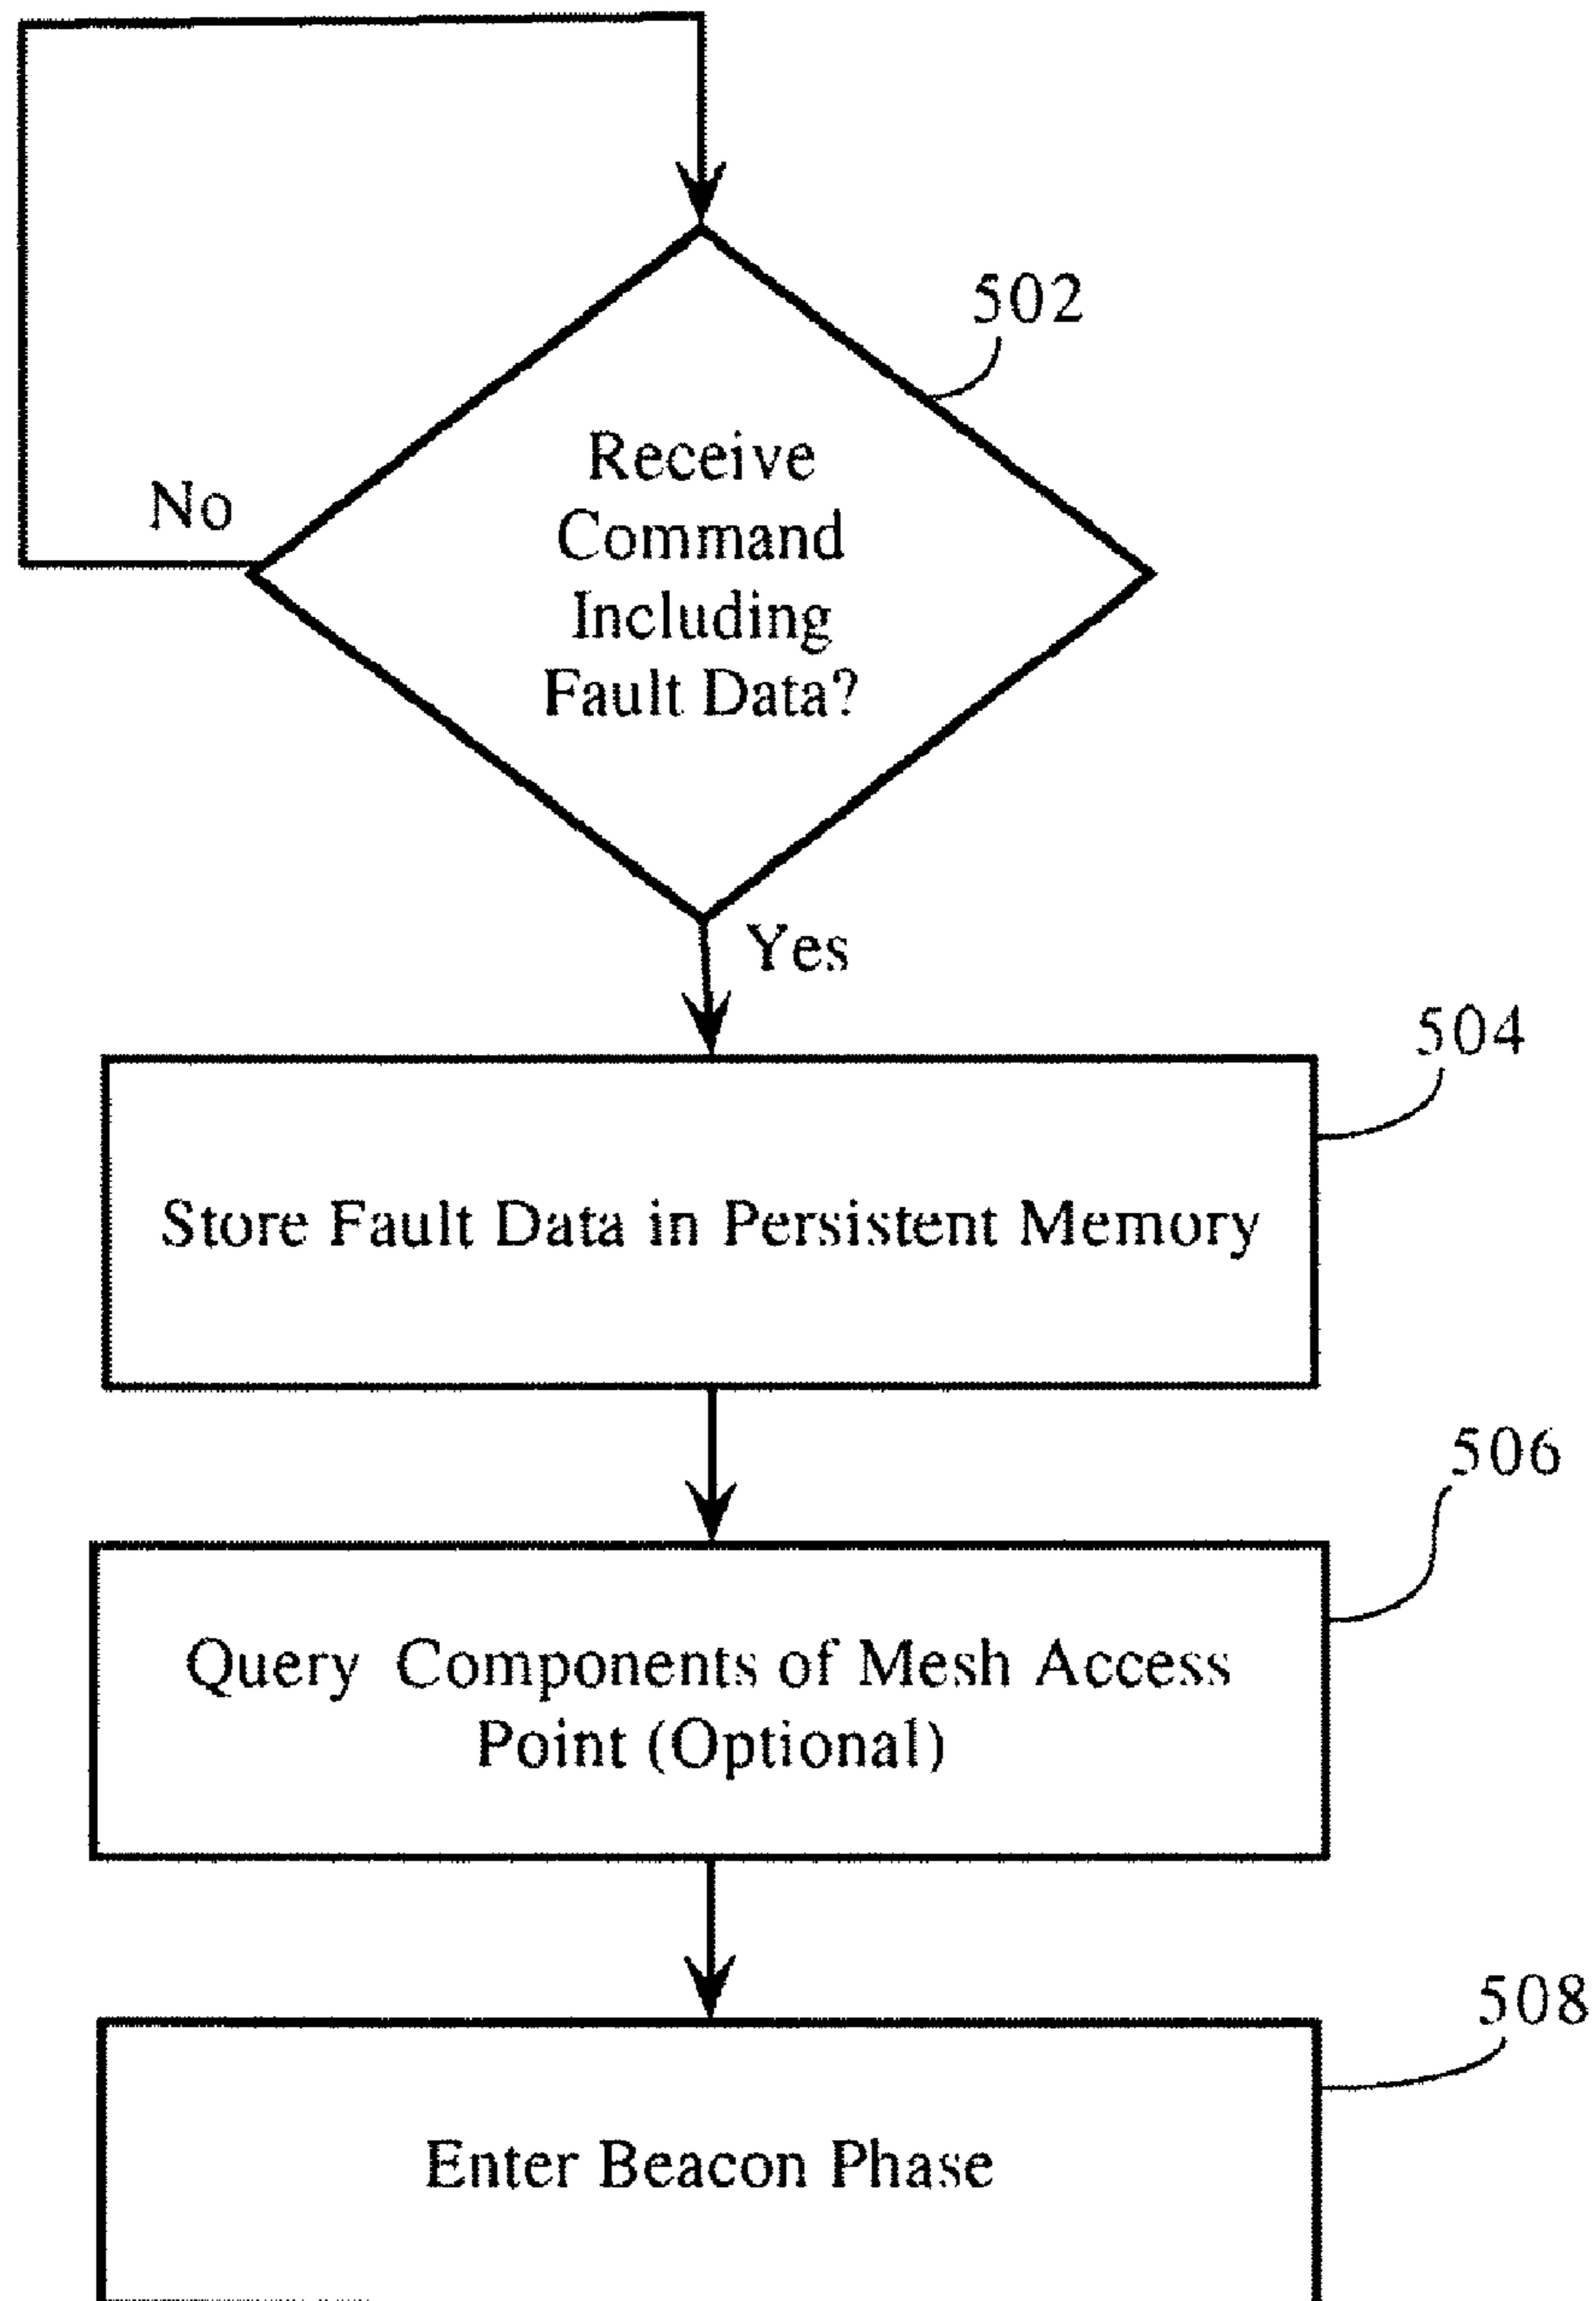 502
Receive
Command
Including
Fault Data?
No
Yes
504
Store Fault Data in Persistent Memory
506
Query Components of Mesh Access
Point (Optional)
508
Enter Beacon Phase